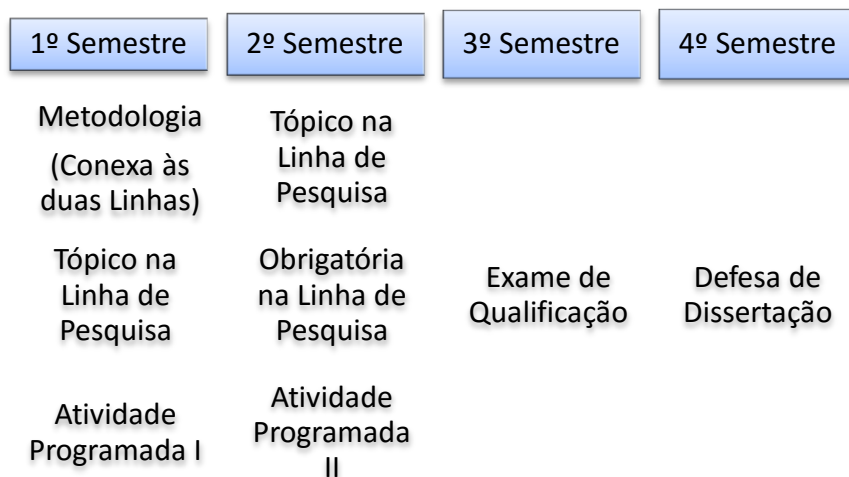 1º Semestre
2º Semestre
3º Semestre
4º Semestre
Metodologia
(Conexa às
duas Linhas)
Tópico na
Linha de
Pesquisa
Atividade
Programada I
Tópico na
Linha de
Pesquisa
Obrigatória
na Linha de
Pesquisa
Atividade
Programada
II
Exame de
Qualificação
Defesa de
Dissertação